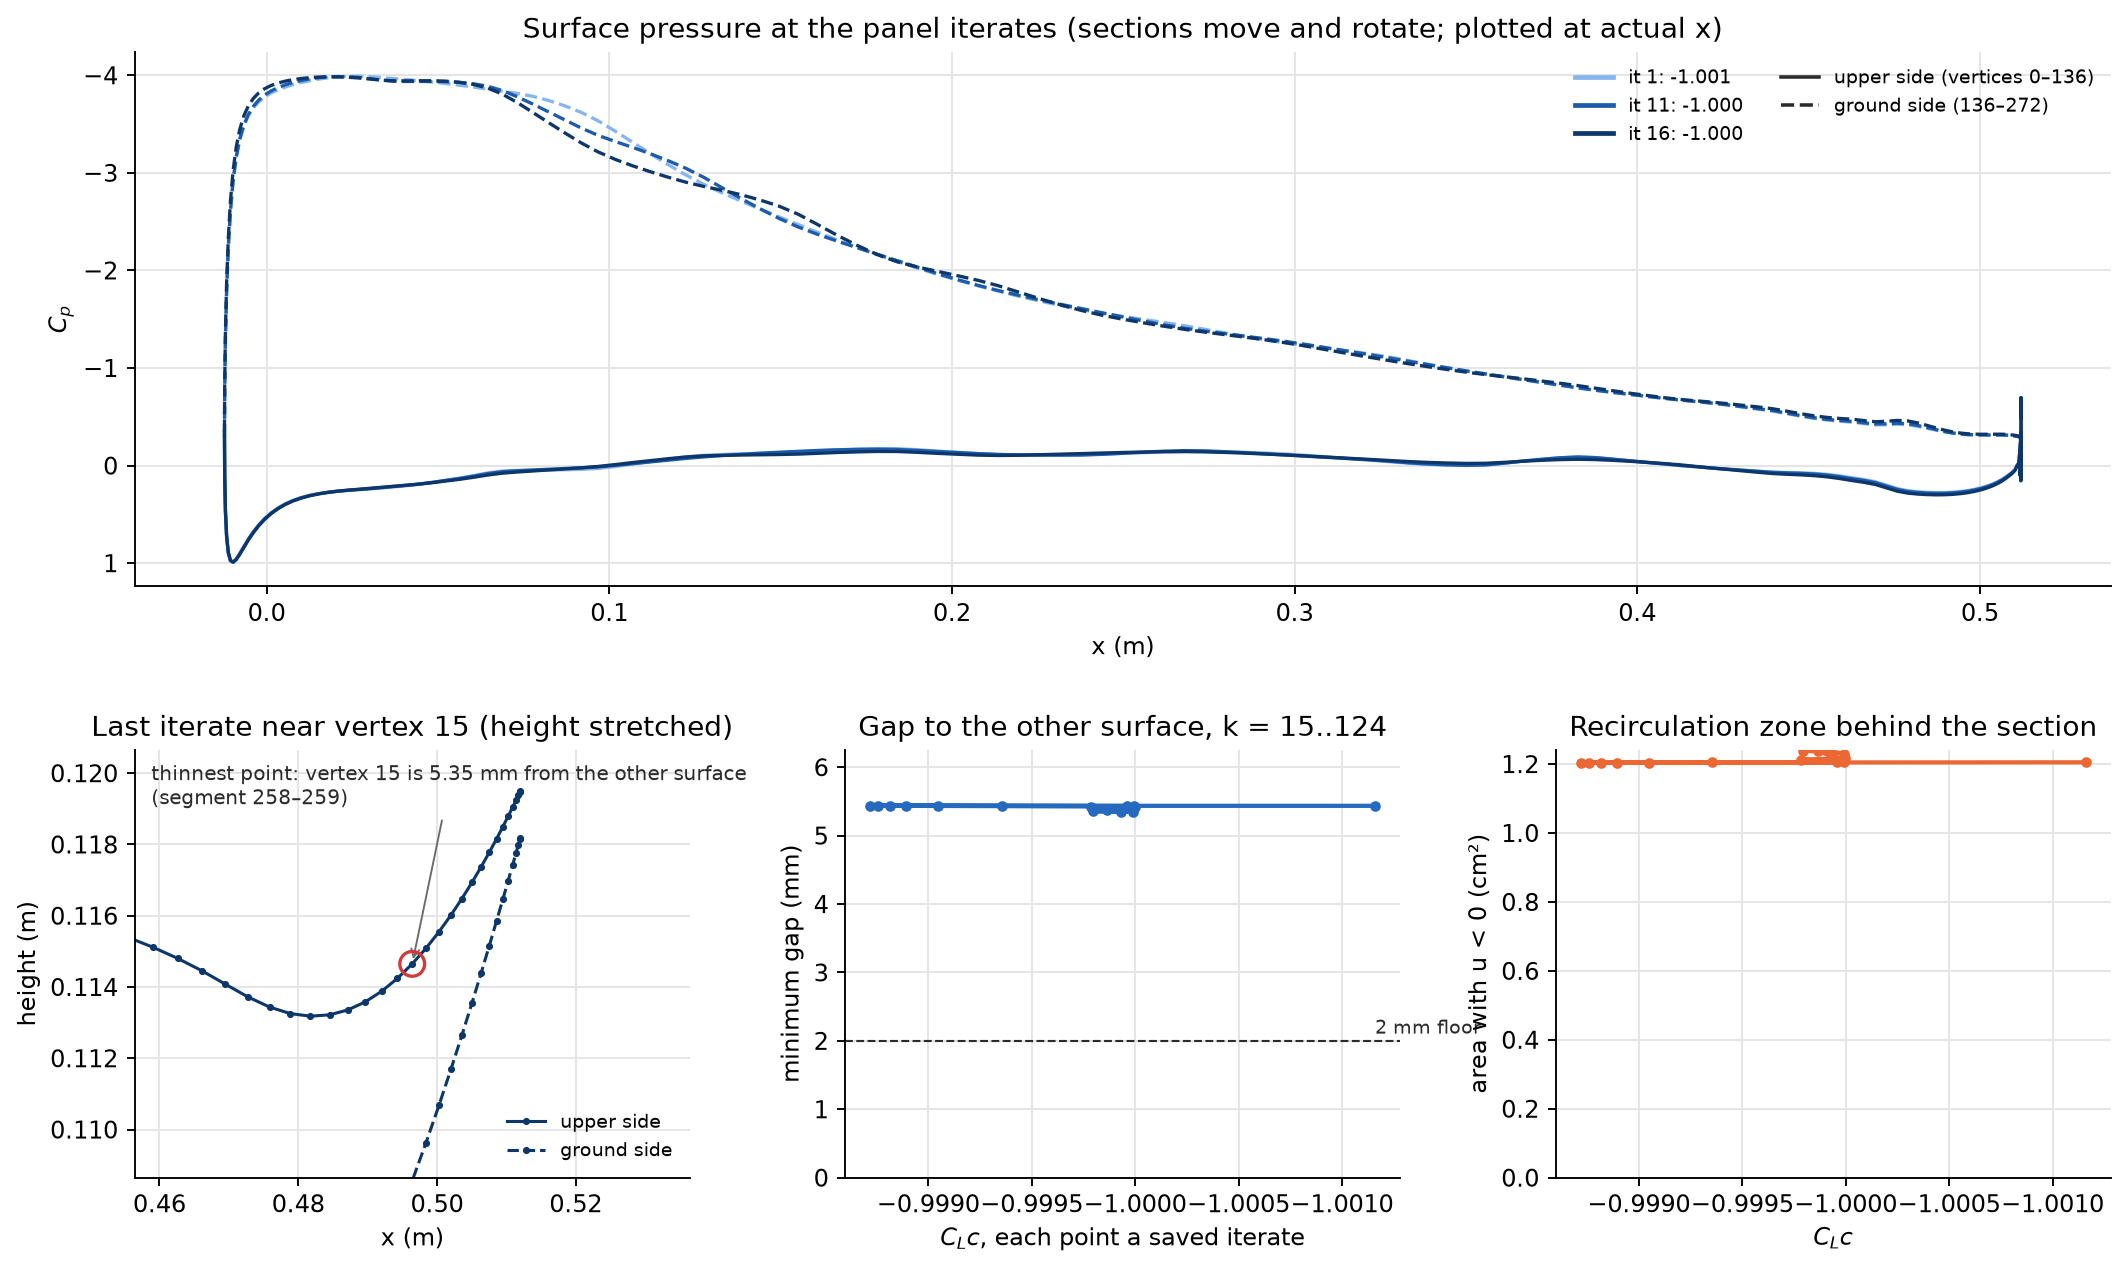 Surface pressure at the panel iterates (sections move and rotate; plotted at actual x)
−4
−3
−2
−1
0
1
C_p
it 1: -1.001
it 11: -1.000
it 16: -1.000
upper side (vertices 0–136)
ground side (136–272)
0.0 0.1 0.2 0.3 0.4 0.5
x (m)
Last iterate near vertex 15 (height stretched)
thinnest point: vertex 15 is 5.35 mm from the other surface
(segment 258–259)
0.120
0.118
0.116
0.114
0.112
0.110
height (m)
upper side
ground side
0.46 0.48 0.50 0.52
x (m)
Gap to the other surface, k = 15..124
6
5
4
3
2
1
0
minimum gap (mm)
2 mm floor
−0.9990 −0.9995 −1.0000 −1.0005 −1.0010
C_L c, each point a saved iterate
Recirculation zone behind the section
1.2
1.0
0.8
0.6
0.4
0.2
0.0
area with u < 0 (cm²)
−0.9990 −0.9995 −1.0000 −1.0005 −1.0010
C_L c